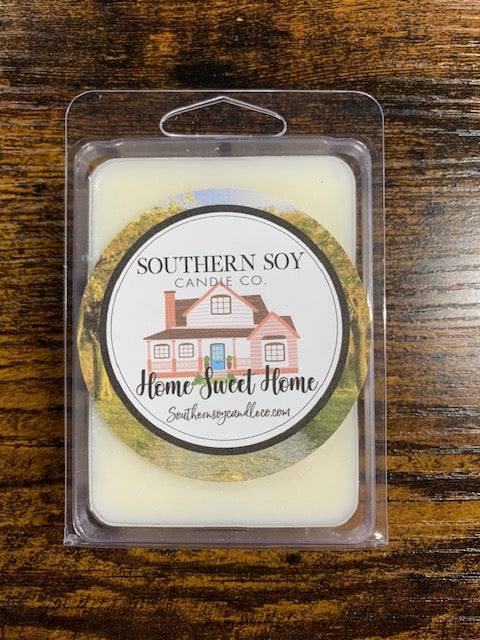 SOUTHERN SOY
CANDLE CO.
Home Sweet Home
Southernsoycandleco.com